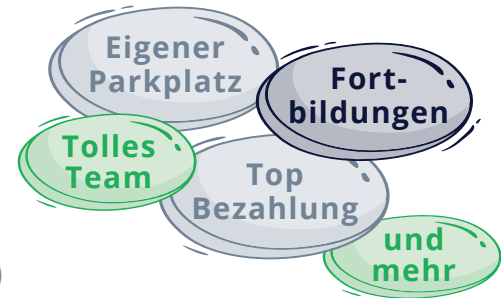 Eigener
Parkplatz
Fort-
bildungen
Tolles
Team
Top
Bezahlung
und
mehr